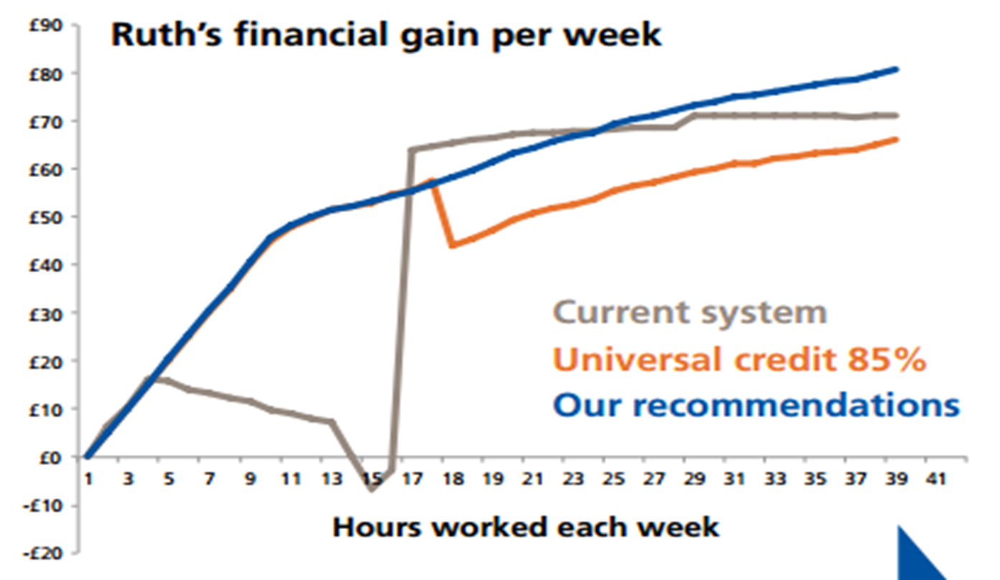 Ruth's financial gain per week
£90
£80
£70
£60
£50
£40
£30
£20
£10
£0
-£10
-£20
Current system
Universal credit 85%
Our recommendations
1 3 5 7 9 11 13 15 17 18 19 21 23 25 27 29 31 33 35 37 39 41
Hours worked each week